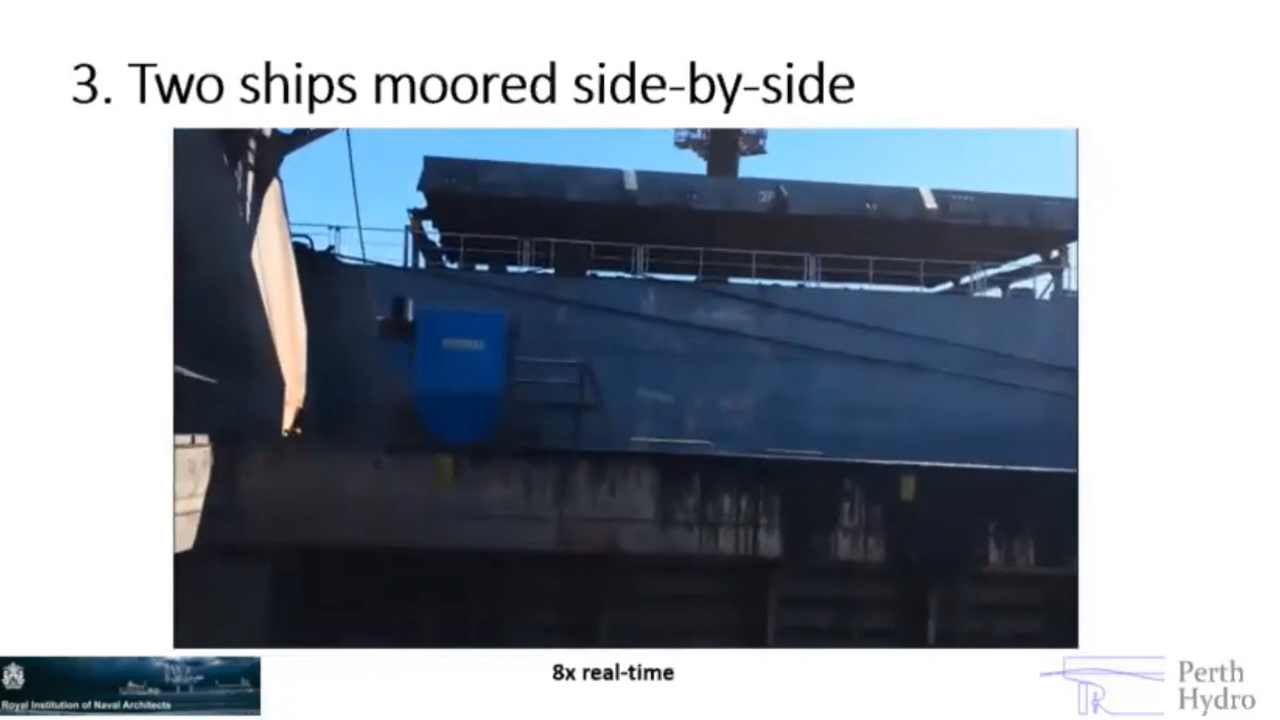 3. Two ships moored side-by-side
8x real-time
Royal Institution of Naval Architects
Perth
Hydro